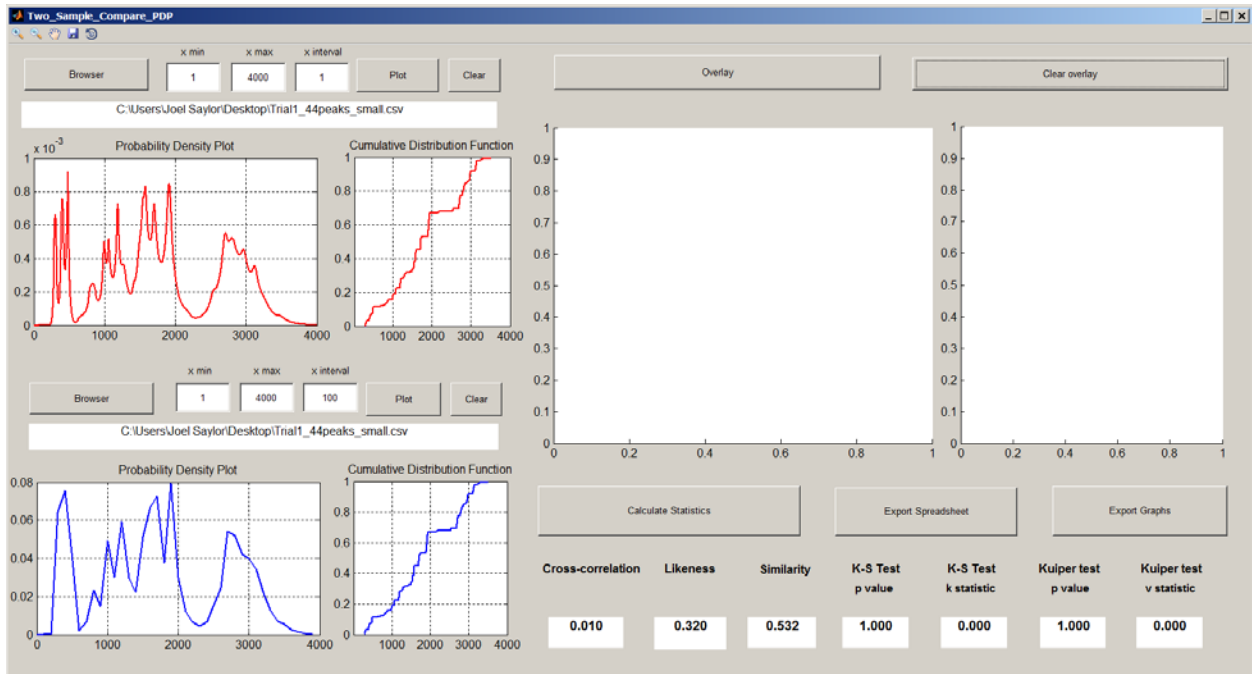 Two_Sample_Compare_PDP
x min x max x interval
Browser 1 4000 1 Plot Clear
C:\Users\Joel Saylor\Desktop\Trial1_44peaks_small.csv
Probability Density Plot
x 10^-3
1
0.8
0.6
0.4
0.2
0
0 1000 2000 3000 4000
Cumulative Distribution Function
1
0.8
0.6
0.4
0.2
0
1000 2000 3000 4000
x min x max x interval
Browser 1 4000 100 Plot Clear
C:\Users\Joel Saylor\Desktop\Trial1_44peaks_small.csv
Probability Density Plot
0.08
0.06
0.04
0.02
0
0 1000 2000 3000 4000
Cumulative Distribution Function
1
0.8
0.6
0.4
0.2
0
0 1000 2000 3000 4000
Overlay Clear overlay
1
0.9
0.8
0.7
0.6
0.5
0.4
0.3
0.2
0.1
0
0 0.2 0.4 0.6 0.8 1
1
0.9
0.8
0.7
0.6
0.5
0.4
0.3
0.2
0.1
0
0 0.2 0.4 0.6 0.8 1
Calculate Statistics Export Spreadsheet Export Graphs
Cross-correlation Likeness Similarity K-S Test K-S Test Kuiper test Kuiper test
p value k statistic p value v statistic
0.010 0.320 0.532 1.000 0.000 1.000 0.000